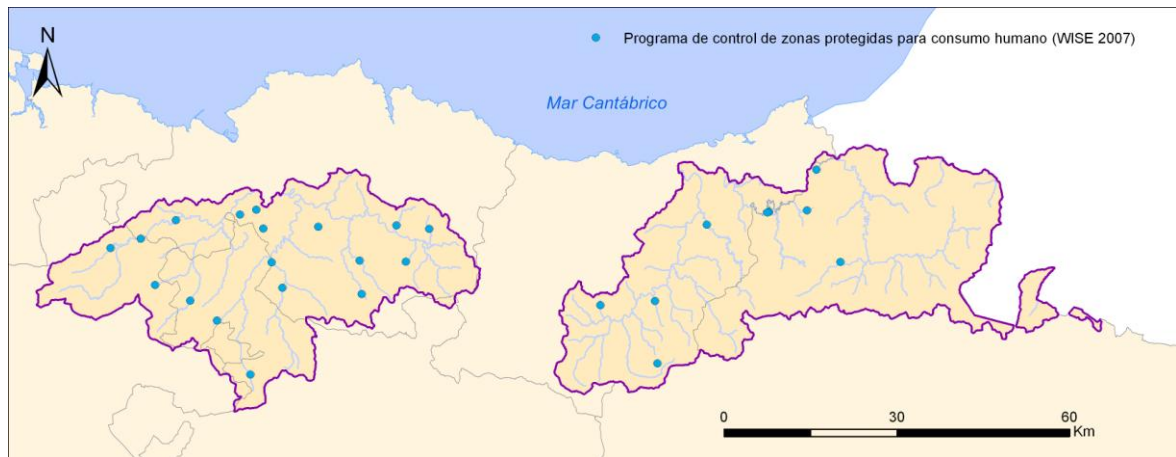 N
Programa de control de zonas protegidas para consumo humano (WISE 2007)
Mar Cantábrico
0 30 60
Km